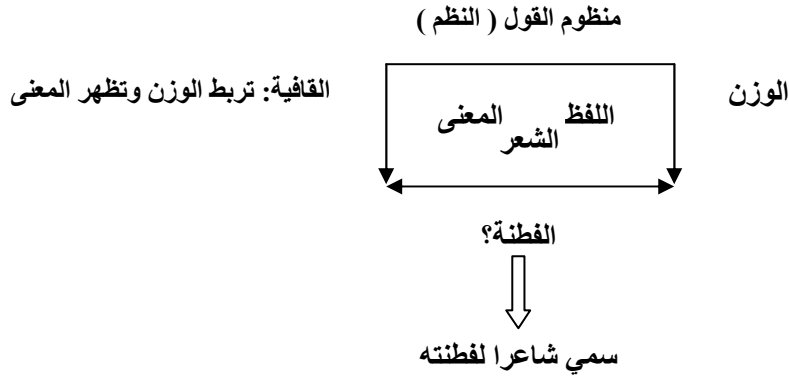 منظوم القول ( النظم )
الوزن
القافية: تربط الوزن وتظهر المعنى
اللفظ المعنى
الشعر
الفطنة؟
سمي شاعرا لفطنته